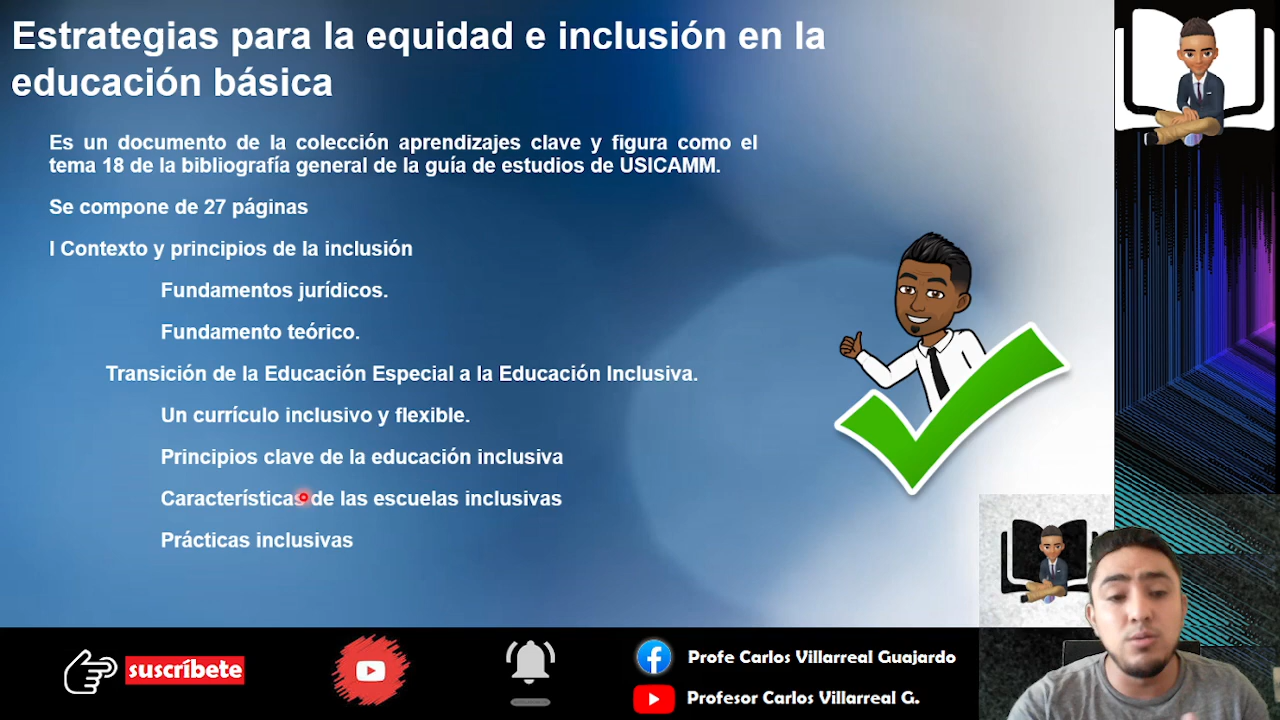 Estrategias para la equidad e inclusión en la
educación básica
Es un documento de la colección aprendizajes clave y figura como el
tema 18 de la bibliografía general de la guía de estudios de USICAMM.
Se compone de 27 páginas
I Contexto y principios de la inclusión
Fundamentos jurídicos.
Fundamento teórico.
Transición de la Educación Especial a la Educación Inclusiva.
Un currículo inclusivo y flexible.
Principios clave de la educación inclusiva
Características de las escuelas inclusivas
Prácticas inclusivas
suscríbete
Profe Carlos Villarreal Guajardo
Profesor Carlos Villarreal G.